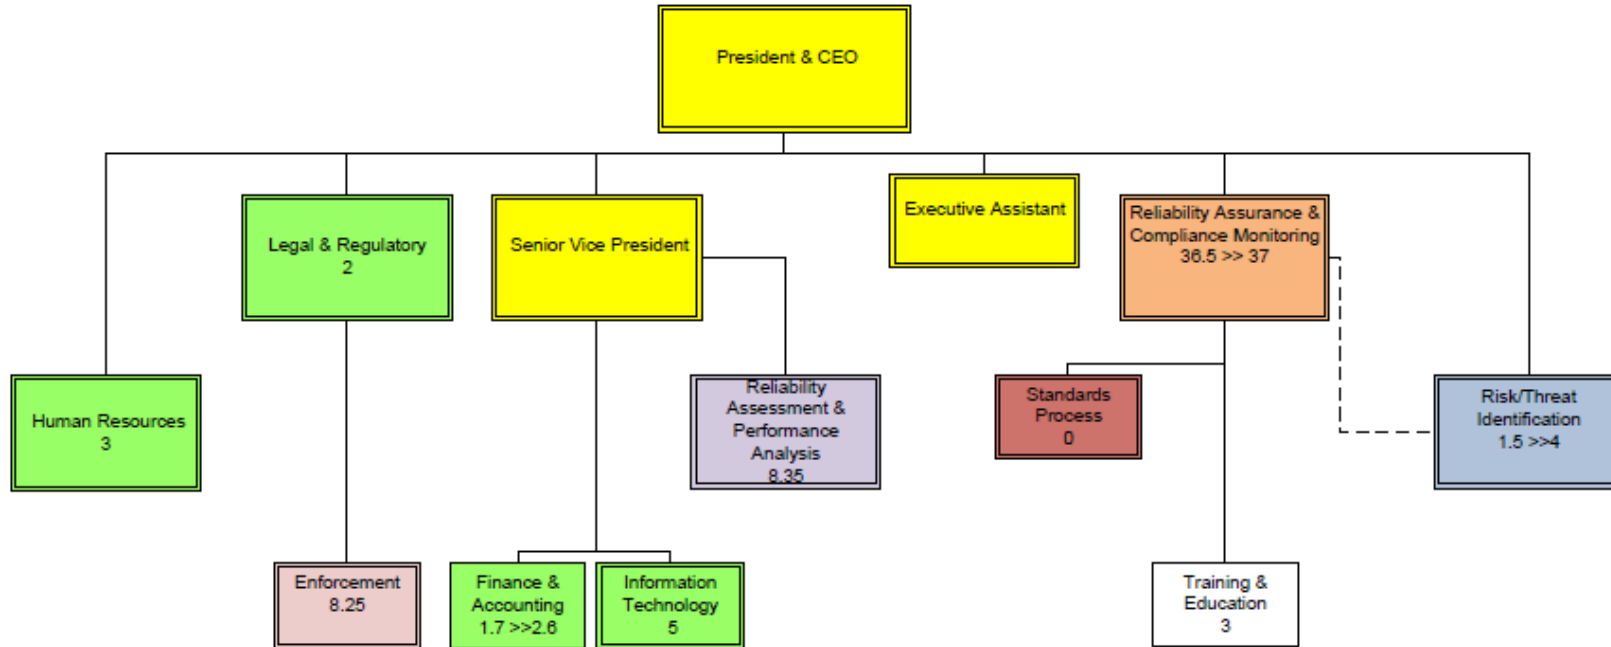 President & CEO
Executive Assistant
Legal & Regulatory
2
Senior Vice President
Reliability Assurance &
Compliance Monitoring
36.5 >> 37
Human Resources
3
Reliability
Assessment &
Performance
Analysis
8.35
Standards
Process
0
Risk/Threat
Identification
1.5 >>4
Enforcement
8.25
Finance &
Accounting
1.7 >>2.6
Information
Technology
5
Training &
Education
3